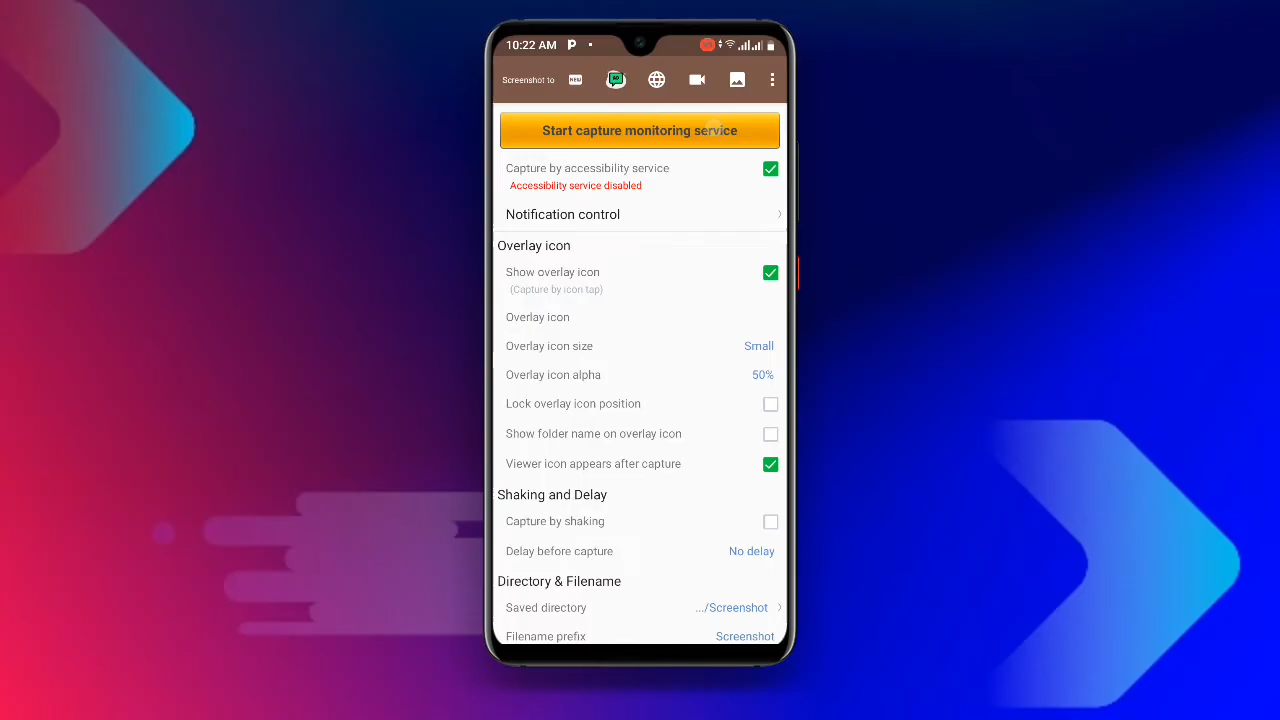 10:22 AM
Screenshot to
NEW
AD
Start capture monitoring service
Capture by accessibility service
Accessibility service disabled
Notification control
Overlay icon
Show overlay icon
(Capture by icon tap)
Overlay icon
Overlay icon size Small
Overlay icon alpha 50%
Lock overlay icon position
Show folder name on overlay icon
Viewer icon appears after capture
Shaking and Delay
Capture by shaking
Delay before capture No delay
Directory & Filename
Saved directory .../Screenshot
Filename prefix Screenshot